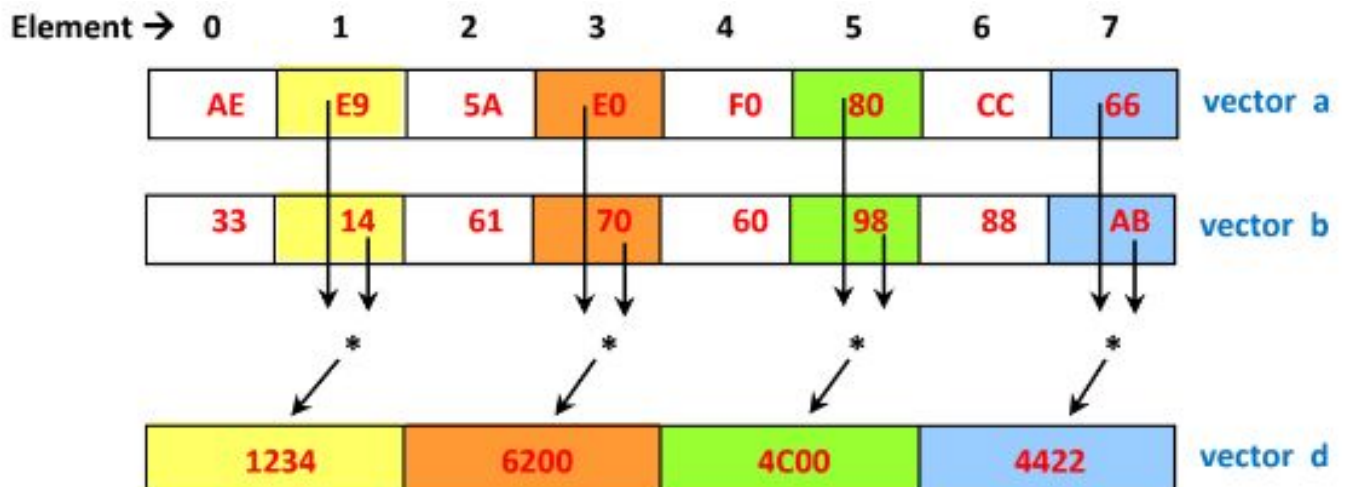 Element → 0 1 2 3 4 5 6 7
AE E9 5A E0 F0 80 CC 66 vector a
33 14 61 70 60 98 88 AB vector b
* * * *
1234 6200 4C00 4422 vector d